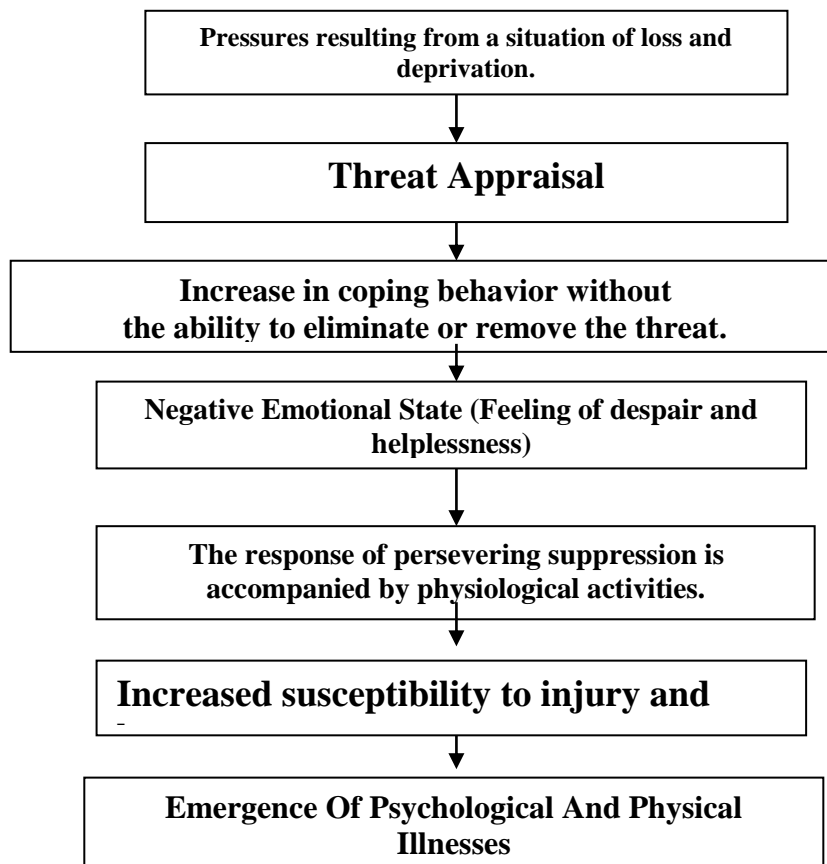 Pressures resulting from a situation of loss and
deprivation.
Threat Appraisal
Increase in coping behavior without
the ability to eliminate or remove the threat.
Negative Emotional State (Feeling of despair and
helplessness)
The response of persevering suppression is
accompanied by physiological activities.
Increased susceptibility to injury and
Emergence Of Psychological And Physical
Illnesses